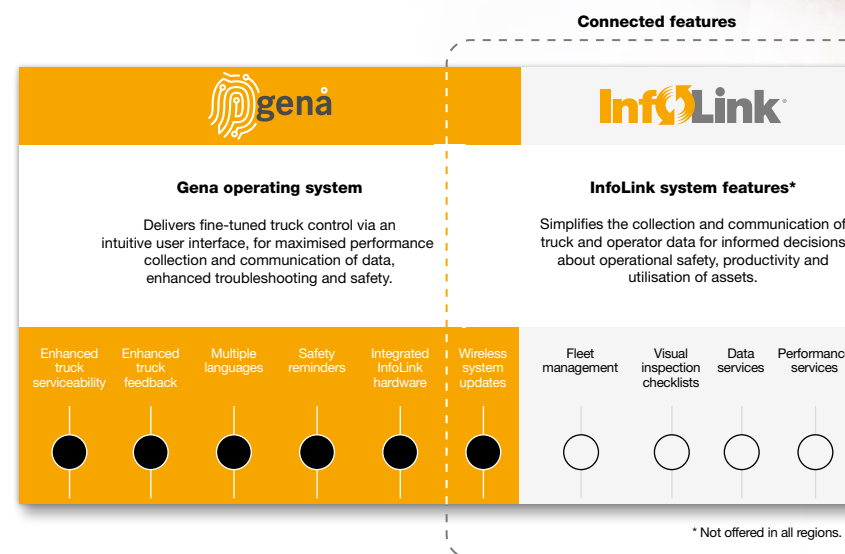 Connected features
gena
InfoLink
Gena operating system
Delivers fine-tuned truck control via an
intuitive user interface, for maximised performance
collection and communication of data,
enhanced troubleshooting and safety.
InfoLink system features*
Simplifies the collection and communication of
truck and operator data for informed decisions
about operational safety, productivity and
utilisation of assets.
Enhanced
truck
serviceability
Enhanced
truck
feedback
Multiple
languages
Safety
reminders
Integrated
InfoLink
hardware
Wireless
system
updates
Fleet
management
Visual
inspection
checklists
Data
services
Performance
services
* Not offered in all regions.